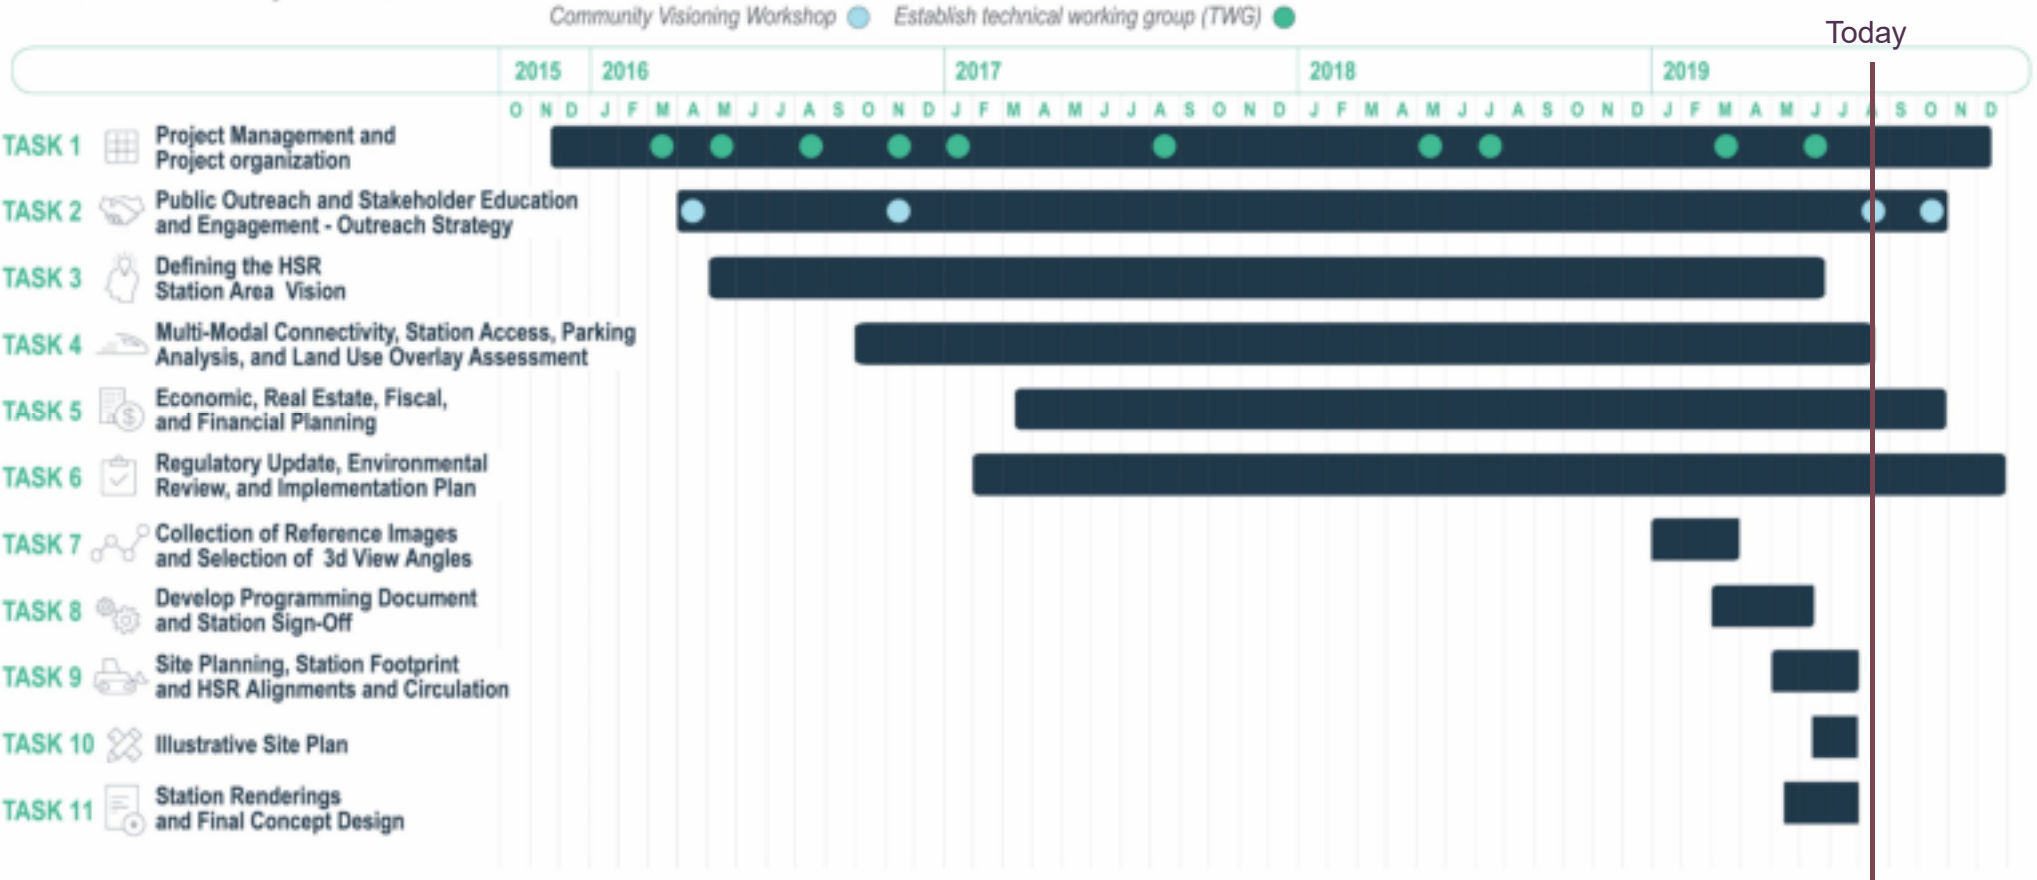 Community Visioning Workshop Establish technical working group (TWG)
Today
2015 2016 2017 2018 2019
O N D J F M A M J J A S O N D J F M A M J J A S O N D J F M A M J J A S O N D J F M A M J J A S O N D
TASK 1 Project Management and
Project organization
TASK 2 Public Outreach and Stakeholder Education
and Engagement - Outreach Strategy
TASK 3 Defining the HSR
Station Area Vision
TASK 4 Multi-Modal Connectivity, Station Access, Parking
Analysis, and Land Use Overlay Assessment
TASK 5 Economic, Real Estate, Fiscal,
and Financial Planning
TASK 6 Regulatory Update, Environmental
Review, and Implementation Plan
TASK 7 Collection of Reference Images
and Selection of 3d View Angles
TASK 8 Develop Programming Document
and Station Sign-Off
TASK 9 Site Planning, Station Footprint
and HSR Alignments and Circulation
TASK 10 Illustrative Site Plan
TASK 11 Station Renderings
and Final Concept Design